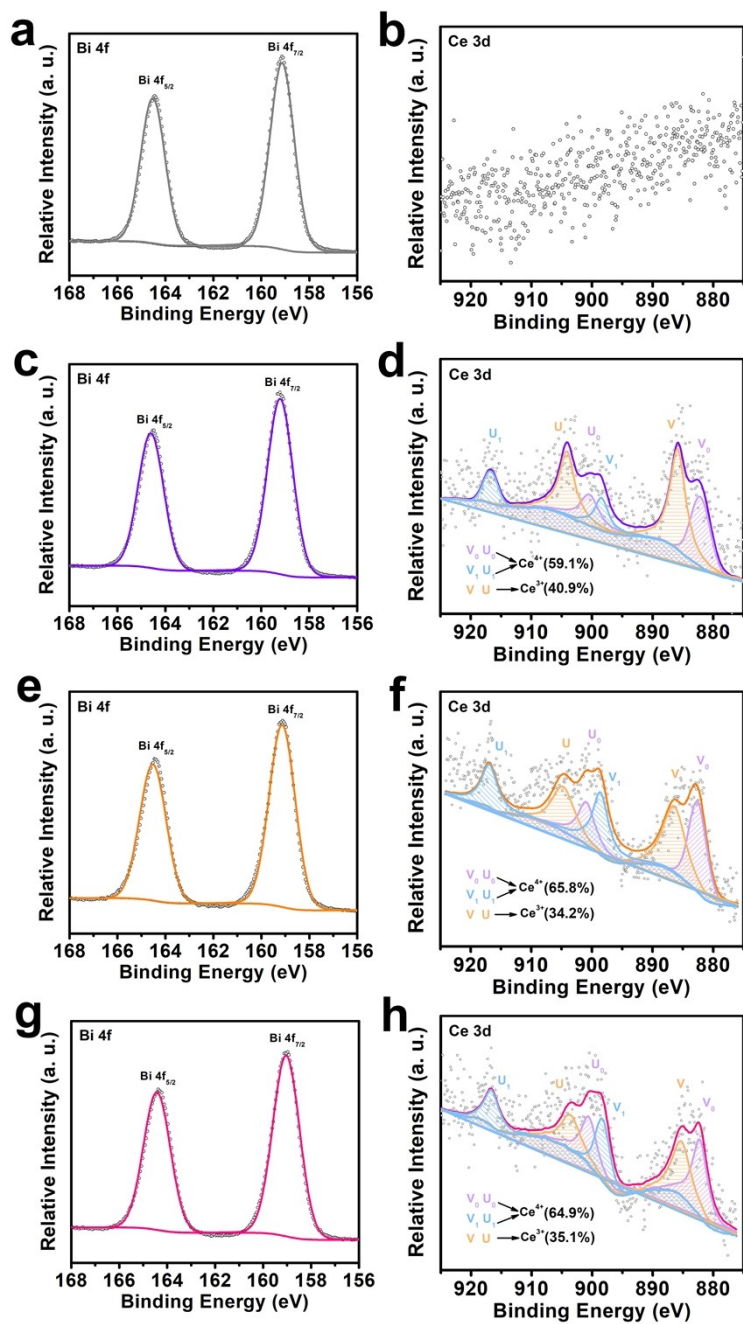 a
Bi 4f
Bi 4f5/2
Bi 4f7/2
Relative Intensity (a. u.)
168 166 164 162 160 158 156
Binding Energy (eV)
b
Ce 3d
Relative Intensity (a. u.)
920 910 900 890 880
Binding Energy (eV)
c
Bi 4f
Bi 4f5/2
Bi 4f7/2
Relative Intensity (a. u.)
168 166 164 162 160 158 156
Binding Energy (eV)
d
Ce 3d
U1
U
U0
V1
V
V0
V0 U0
V1 U1
Ce4+(59.1%)
V U
Ce3+(40.9%)
Relative Intensity (a. u.)
920 910 900 890 880
Binding Energy (eV)
e
Bi 4f
Bi 4f5/2
Bi 4f7/2
Relative Intensity (a. u.)
168 166 164 162 160 158 156
Binding Energy (eV)
f
Ce 3d
U1
U
U0
V1
V
V0
V0 U0
V1 U1
Ce4+(65.8%)
V U
Ce3+(34.2%)
Relative Intensity (a. u.)
920 910 900 890 880
Binding Energy (eV)
g
Bi 4f
Bi 4f5/2
Bi 4f7/2
Relative Intensity (a. u.)
168 166 164 162 160 158 156
Binding Energy (eV)
h
Ce 3d
U1
U
U0
V1
V
V0
V0 U0
V1 U1
Ce4+(64.9%)
V U
Ce3+(35.1%)
Relative Intensity (a. u.)
920 910 900 890 880
Binding Energy (eV)